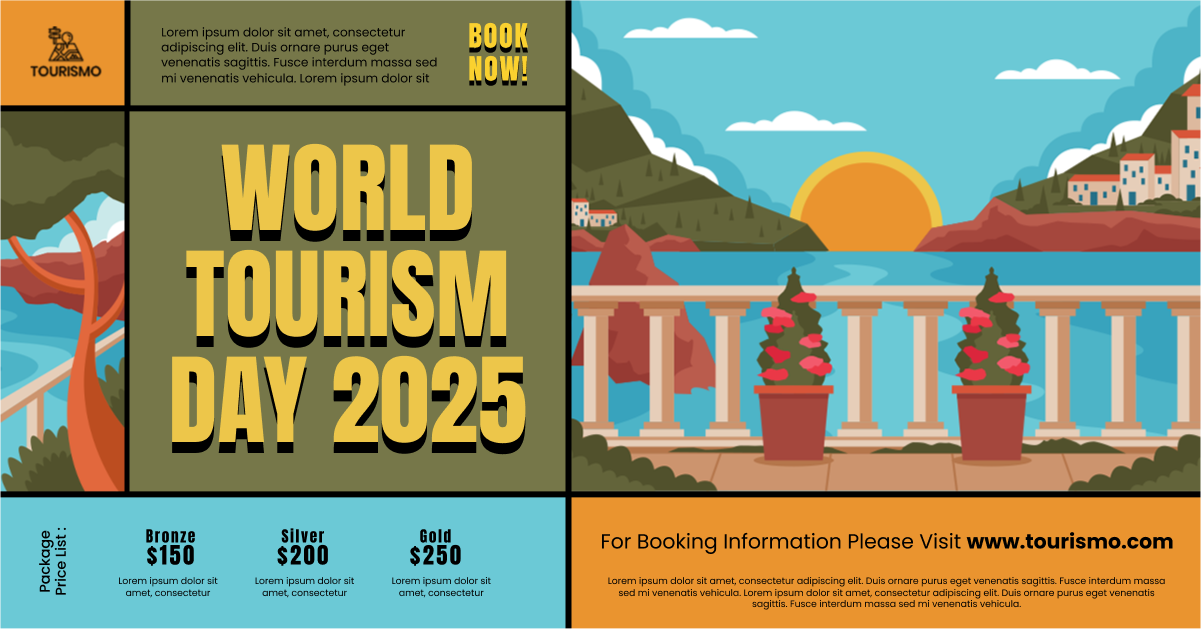 TOURISMO
Lorem ipsum dolor sit amet, consectetur
adipiscing elit. Duis ornare purus eget
venenatis sagittis. Fusce interdum massa sed
mi venenatis vehicula. Lorem ipsum dolor sit
BOOK
NOW!
WORLD
TOURISM
DAY 2025
Package
Price List :
Bronze
$150
Lorem ipsum dolor sit
amet, consectetur
Silver
$200
Lorem ipsum dolor sit
amet, consectetur
Gold
$250
Lorem ipsum dolor sit
amet, consectetur
For Booking Information Please Visit www.tourismo.com
Lorem ipsum dolor sit amet, consectetur adipiscing elit. Duis ornare purus eget venenatis sagittis. Fusce interdum massa
sed mi venenatis vehicula. Lorem ipsum dolor sit amet, consectetur adipiscing elit. Duis ornare purus eget venenatis
sagittis. Fusce interdum massa sed mi venenatis vehicula.